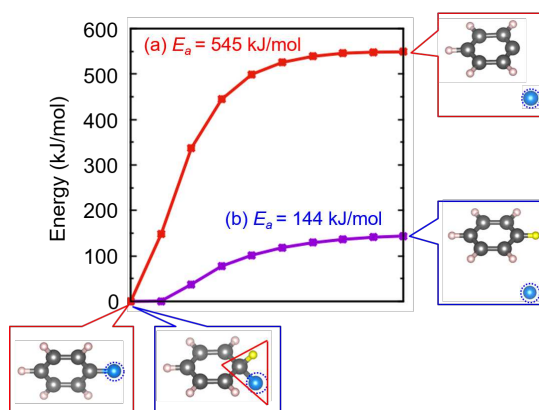 600
(a) Eₐ = 545 kJ/mol
500
400
300
Energy (kJ/mol)
200
(b) Eₐ = 144 kJ/mol
100
0